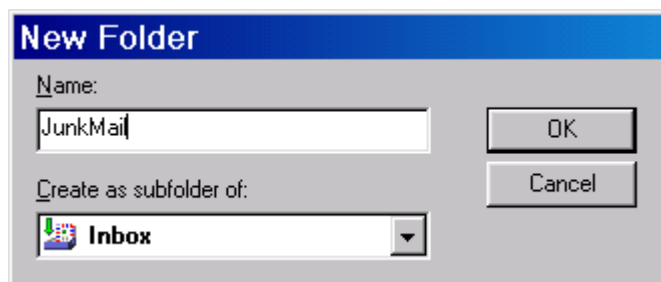 New Folder
Name:
JunkMail
OK
Create as subfolder of:
Cancel
Inbox